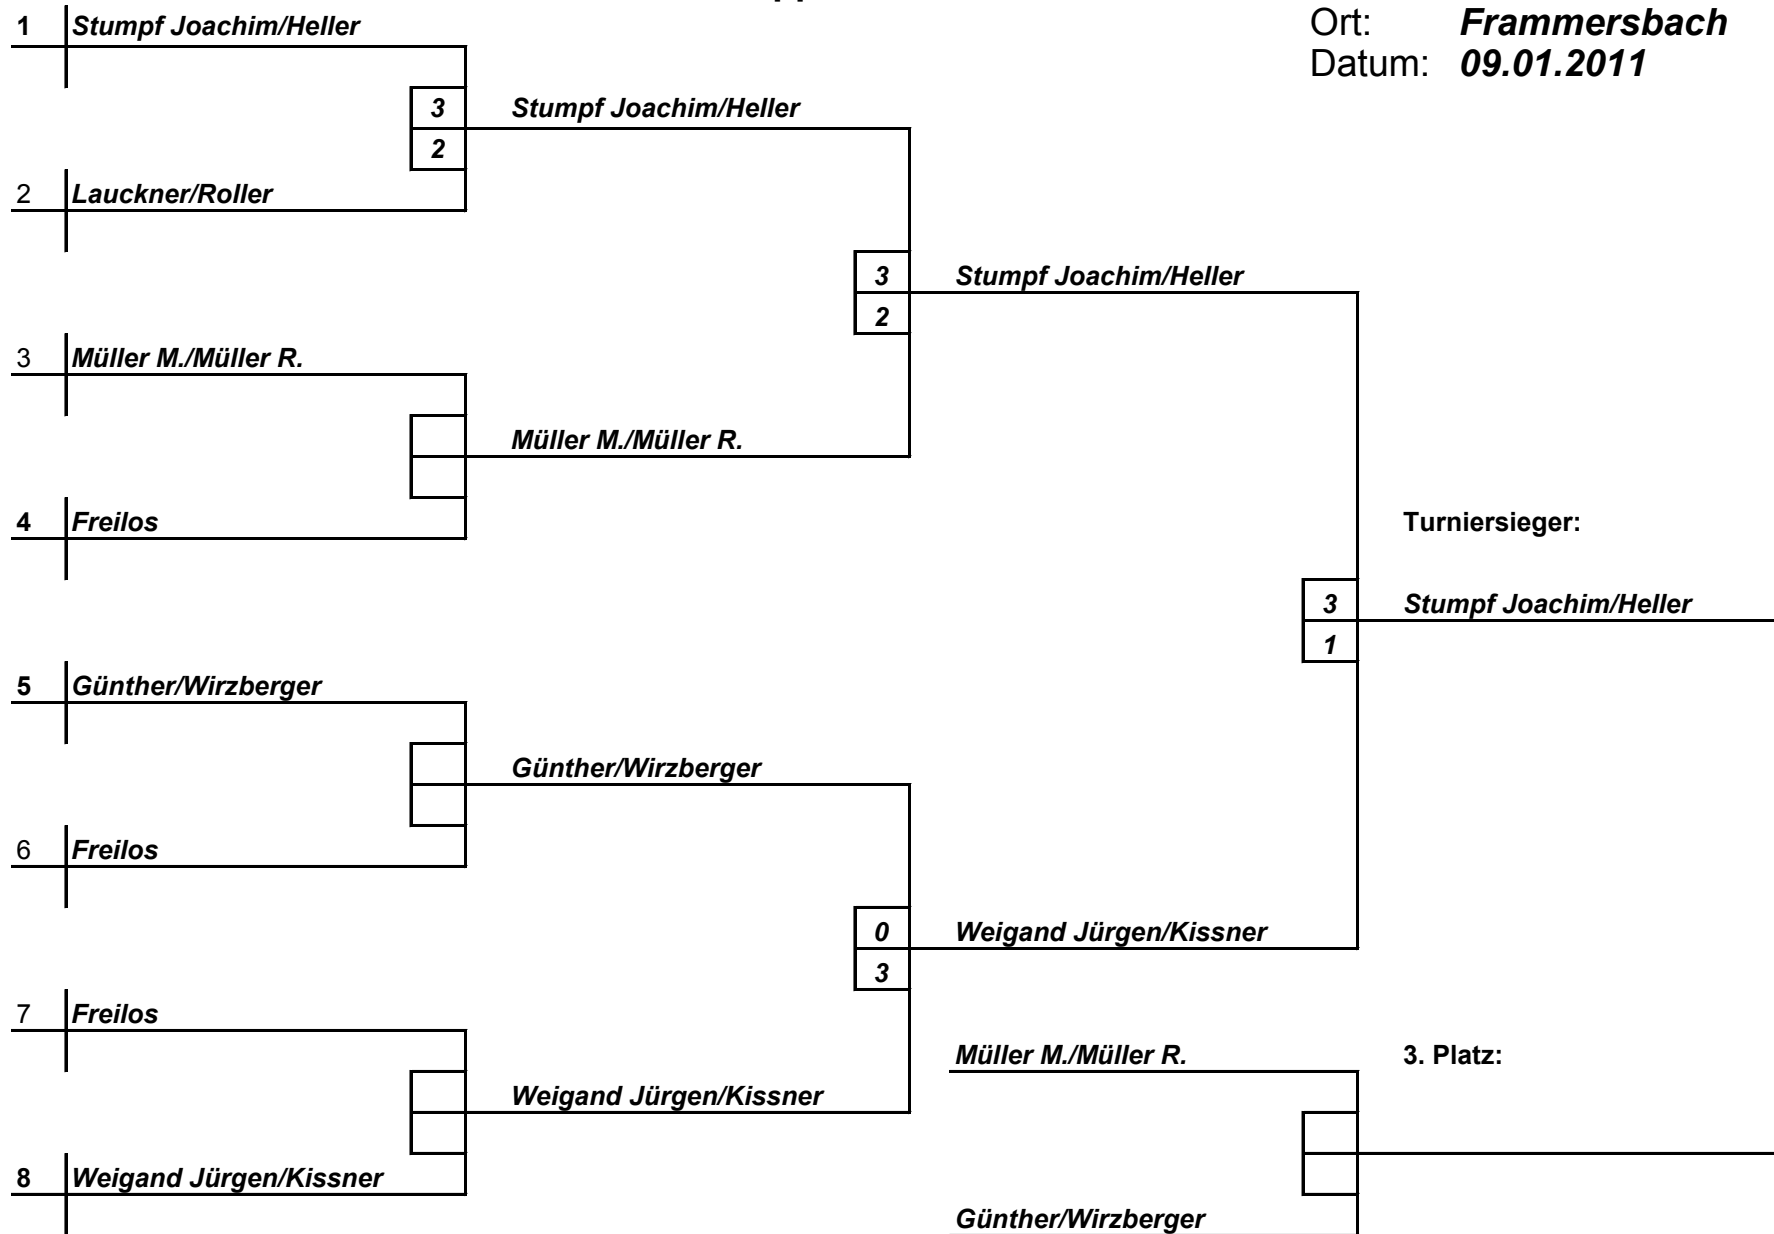 Ort: Frammersbach
Datum: 09.01.2011
1 Stumpf Joachim/Heller
3 Stumpf Joachim/Heller
2
2 Lauckner/Roller
3 Stumpf Joachim/Heller
2
3 Müller M./Müller R.
Müller M./Müller R.
4 Freilos
Turniersieger:
3 Stumpf Joachim/Heller
1
5 Günther/Wirzberger
Günther/Wirzberger
6 Freilos
0 Weigand Jürgen/Kissner
3
7 Freilos
Müller M./Müller R. 3. Platz:
Weigand Jürgen/Kissner
8 Weigand Jürgen/Kissner
Günther/Wirzberger